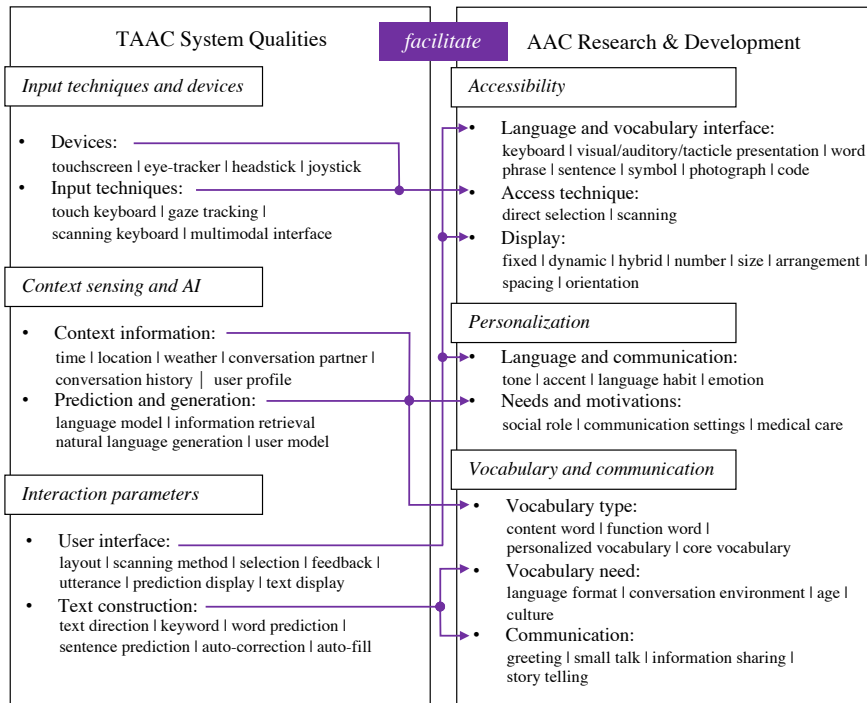 TAAC System Qualities
facilitate
AAC Research & Development
Input techniques and devices
• Devices:
touchscreen | eye-tracker | headstick | joystick
• Input techniques:
touch keyboard | gaze tracking |
scanning keyboard | multimodal interface
Context sensing and AI
• Context information:
time | location | weather | conversation partner |
conversation history | user profile
• Prediction and generation:
language model | information retrieval
natural language generation | user model
Interaction parameters
• User interface:
layout | scanning method | selection | feedback |
utterance | prediction display | text display
• Text construction:
text direction | keyword | word prediction |
sentence prediction | auto-correction | auto-fill
Accessibility
• Language and vocabulary interface:
keyboard | visual/auditory/tacticle presentation | word
phrase | sentence | symbol | photograph | code
• Access technique:
direct selection | scanning
• Display:
fixed | dynamic | hybrid | number | size | arrangement |
spacing | orientation
Personalization
• Language and communication:
tone | accent | language habit | emotion
• Needs and motivations:
social role | communication settings | medical care
Vocabulary and communication
• Vocabulary type:
content word | function word |
personalized vocabulary | core vocabulary
• Vocabulary need:
language format | conversation environment | age |
culture
• Communication:
greeting | small talk | information sharing |
story telling